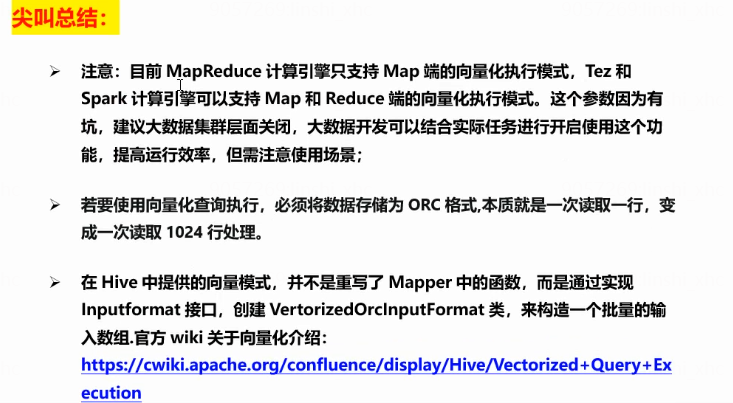 尖叫总结：
➢ 注意：目前 MapReduce 计算引擎只支持 Map 端的向量化执行模式，Tez 和
Spark 计算引擎可以支持 Map 和 Reduce 端的向量化执行模式。这个参数因为有
坑，建议大数据集群层面关闭，大数据开发可以结合实际任务进行开启使用这个功
能，提高运行效率，但需注意使用场景；
➢ 若要使用向量化查询执行，必须将数据存储为 ORC 格式,本质就是一次读取一行，变
成一次读取 1024 行处理。
➢ 在 Hive 中提供的向量模式，并不是重写了 Mapper 中的函数，而是通过实现
Inputformat 接口，创建 VertorizedOrcInputFormat 类，来构造一个批量的输
入数组.官方 wiki 关于向量化介绍：
https://cwiki.apache.org/confluence/display/Hive/Vectorized+Query+Ex
ecution